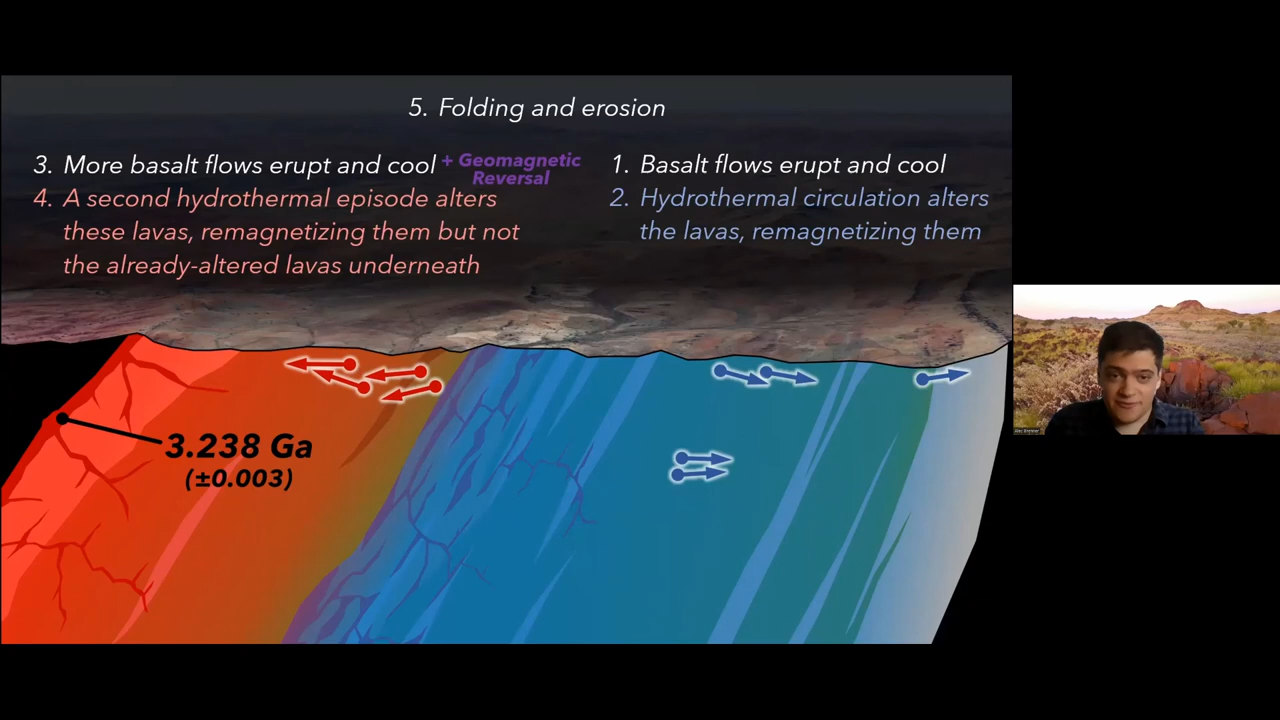 5. Folding and erosion
3. More basalt flows erupt and cool + Geomagnetic
Reversal
4. A second hydrothermal episode alters
these lavas, remagnetizing them but not
the already-altered lavas underneath
1. Basalt flows erupt and cool
2. Hydrothermal circulation alters
the lavas, remagnetizing them
3.238 Ga
(±0.003)
Alec Brenner